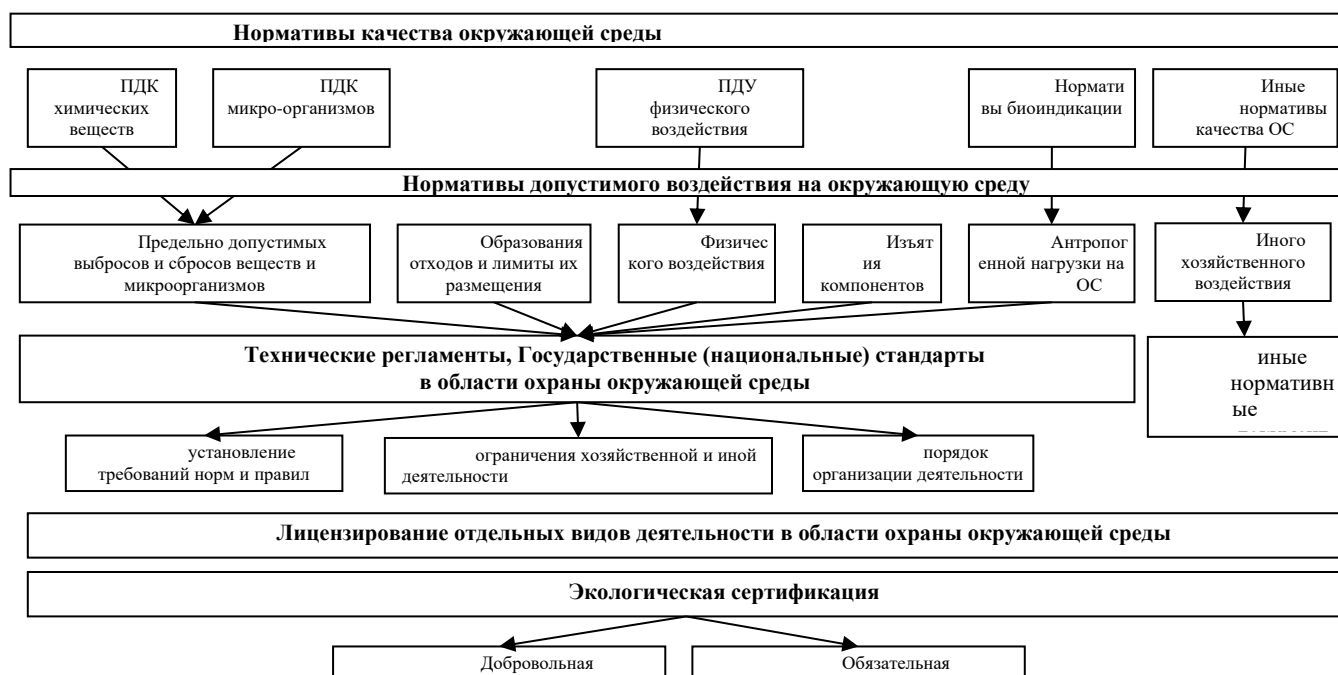 Нормативы качества окружающей среды
ПДК
химических
веществ
ПДК
микро-организмов
ПДУ
физического
воздействия
Нормати
вы биоиндикации
Иные
нормативы
качества ОС
Нормативы допустимого воздействия на окружающую среду
Предельно допустимых
выбросов и сбросов веществ и
микроорганизмов
Образования
отходов и лимиты их
размещения
Физичес
кого воздействия
Изъят
ия
компонентов
Антропог
енной нагрузки на
ОС
Иного
хозяйственного
воздействия
Технические регламенты, Государственные (национальные) стандарты
в области охраны окружающей среды
иные
нормативн
ые
установление
требований норм и правил
ограничения хозяйственной и иной
деятельности
порядок
организации деятельности
Лицензирование отдельных видов деятельности в области охраны окружающей среды
Экологическая сертификация
Добровольная
Обязательная